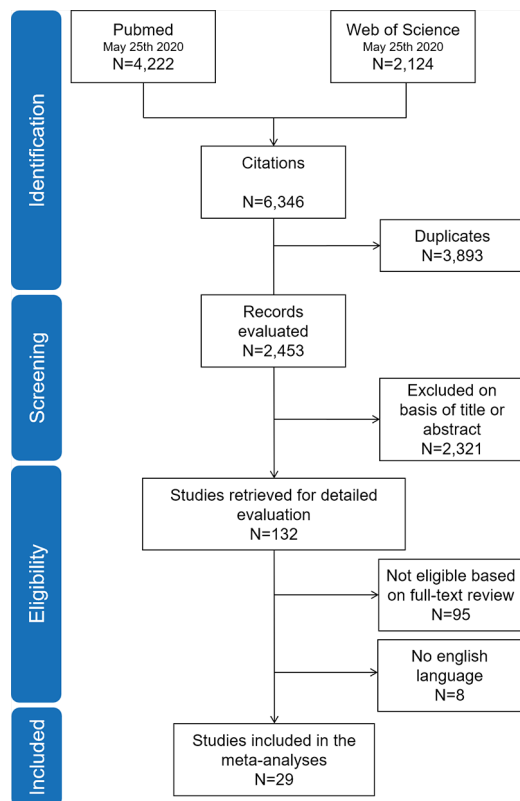 Identification
Pubmed
May 25th 2020
N=4,222
Web of Science
May 25th 2020
N=2,124
Citations
N=6,346
Duplicates
N=3,893
Screening
Records
evaluated
N=2,453
Excluded on
basis of title or
abstract
N=2,321
Eligibility
Studies retrieved for detailed
evaluation
N=132
Not eligible based
on full-text review
N=95
No english
language
N=8
Included
Studies included in the
meta-analyses
N=29